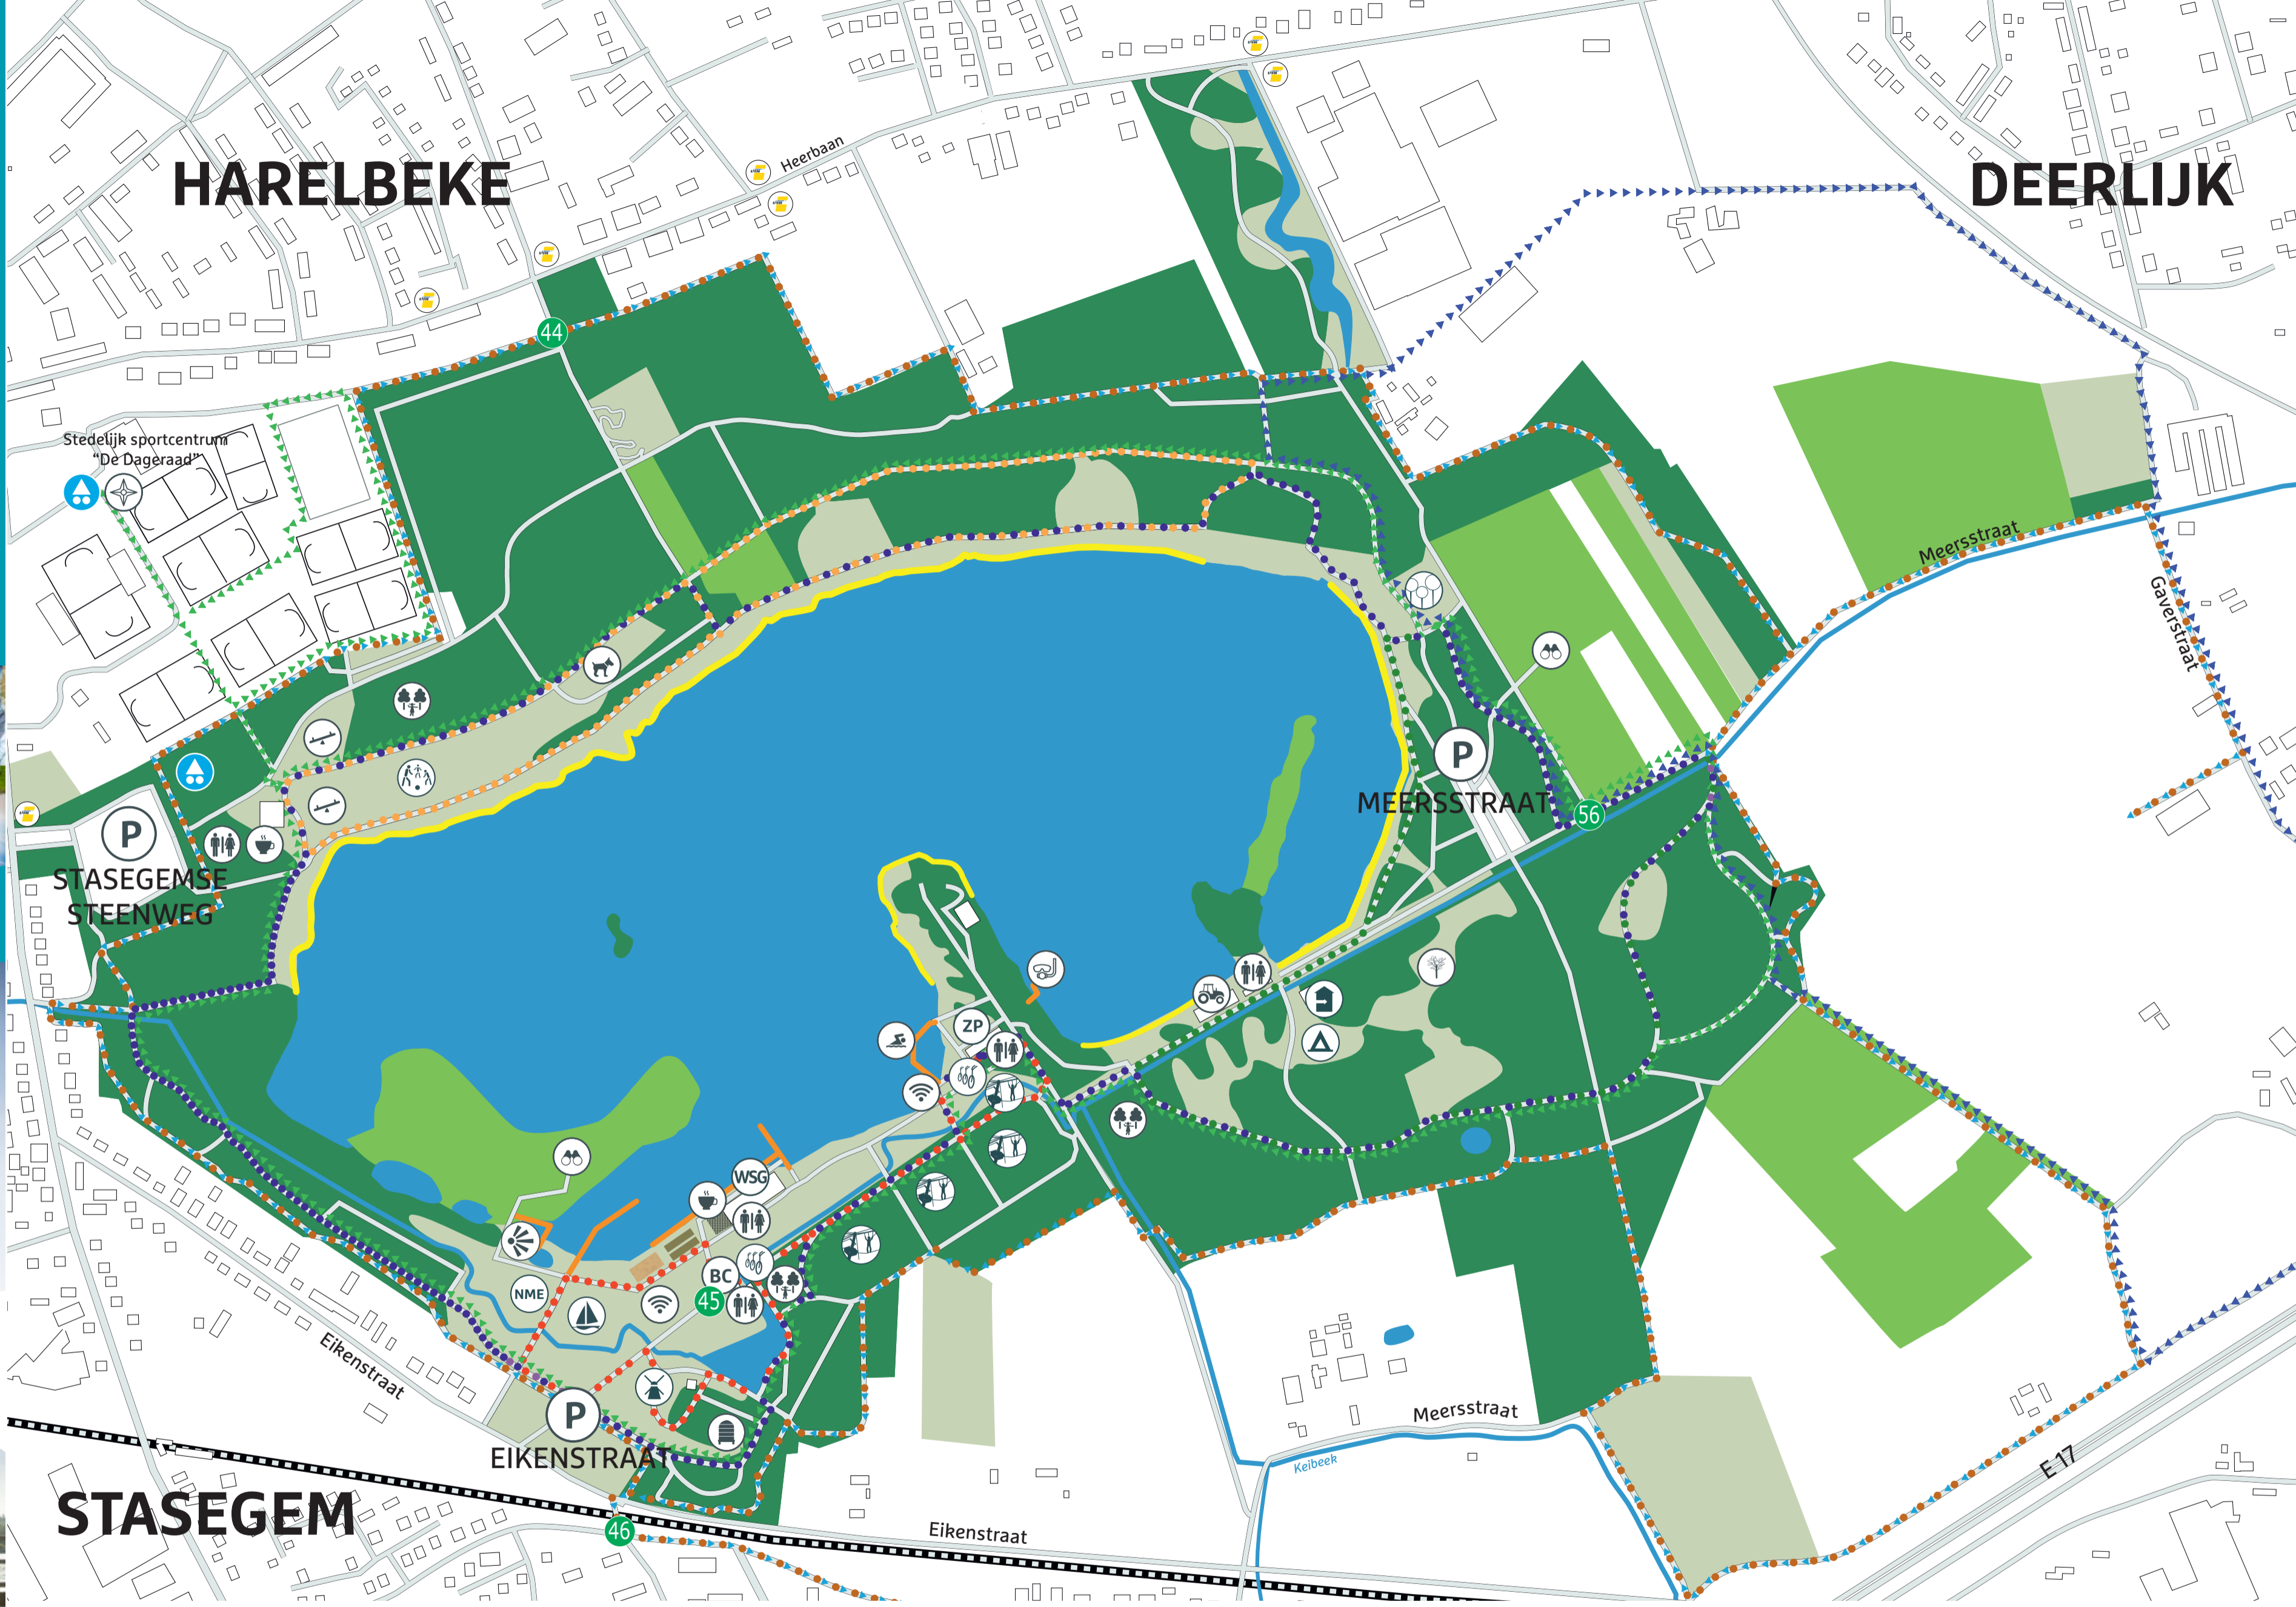 HARELBEKE
DEERLIJK
Heerbaan
44
Stedelijk sportcentrum
“De Dageraad”
Meersstraat
Gaverstraat
P
MEERSSTRAAT
56
P
STASEGEMSE
STEENWEG
ZP
WSG
BC
45
NME
Eikenstraat
P
EIKENSTRAAT
Meersstraat
Keibeek
E 17
STASEGEM
46
Eikenstraat